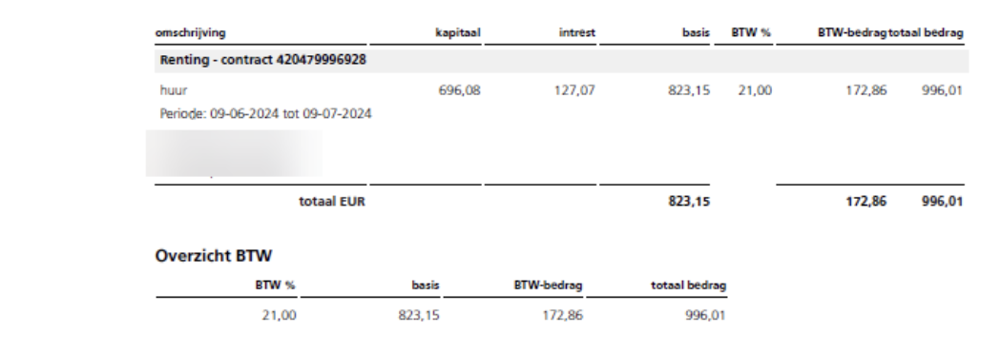 omschrijving kapitaal intrest basis BTW % BTW-bedrag totaal bedrag
Renting - contract 420479996928
huur 696,08 127,07 823,15 21,00 172,86 996,01
Periode: 09-06-2024 tot 09-07-2024
totaal EUR 823,15 172,86 996,01
Overzicht BTW
BTW % basis BTW-bedrag totaal bedrag
21,00 823,15 172,86 996,01